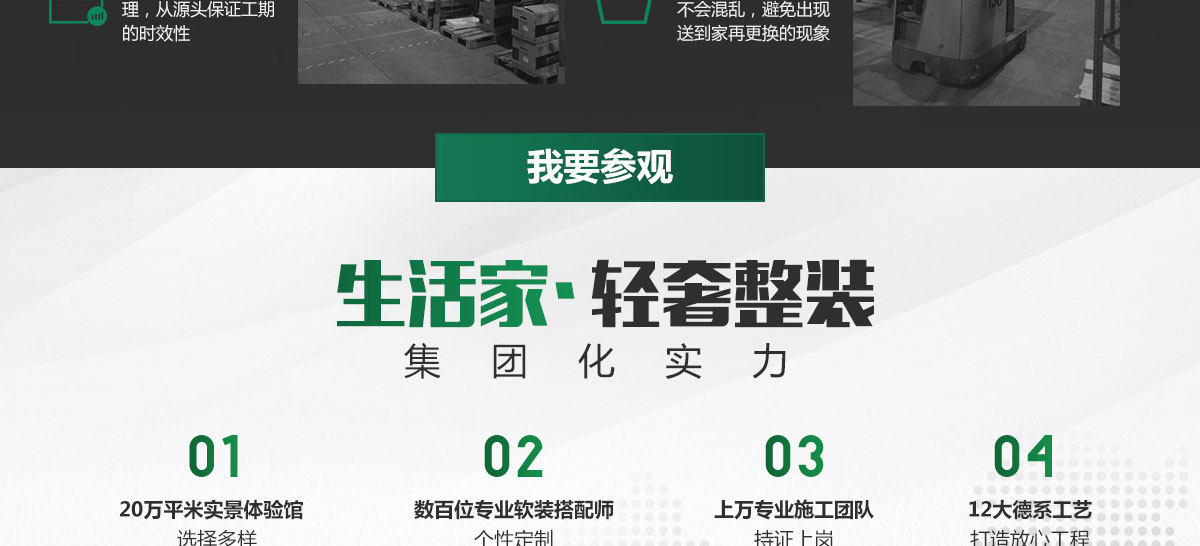 理，从源头保证工期
的时效性
不会混乱，避免出现
送到家再更换的现象
我要参观
生活家·轻奢整装
集团化实力
01
02
03
04
20万平米实景体验馆
数百位专业软装搭配师
上万专业施工团队
12大德系工艺
选择多样
个性定制
持证上岗
打造放心工程